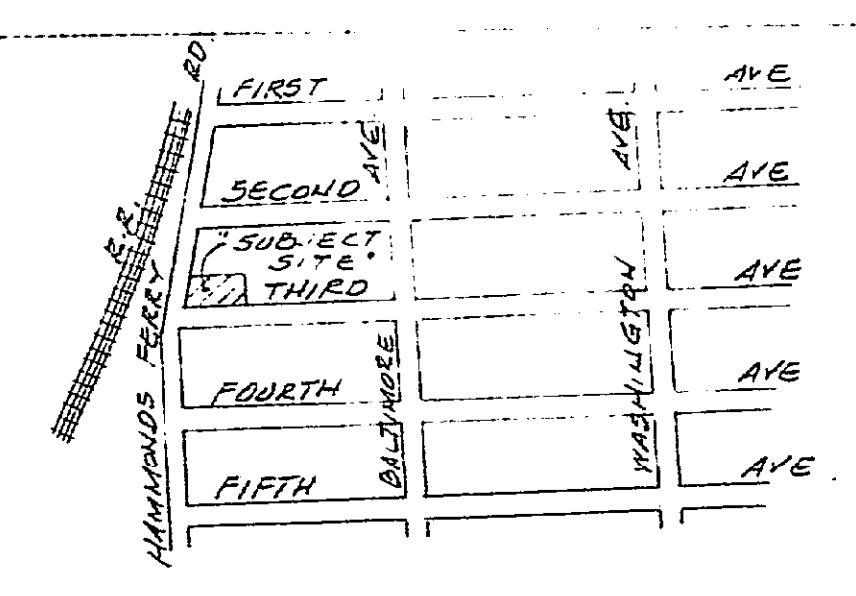 FIRST AVE
SECOND AVE
"SUBJECT
SITE"
THIRD AVE
FOURTH AVE
FIFTH AVE
R.R.
HAMMONDS FERRY RD.
BALTIMORE AVE
WASHINGTON AVE.